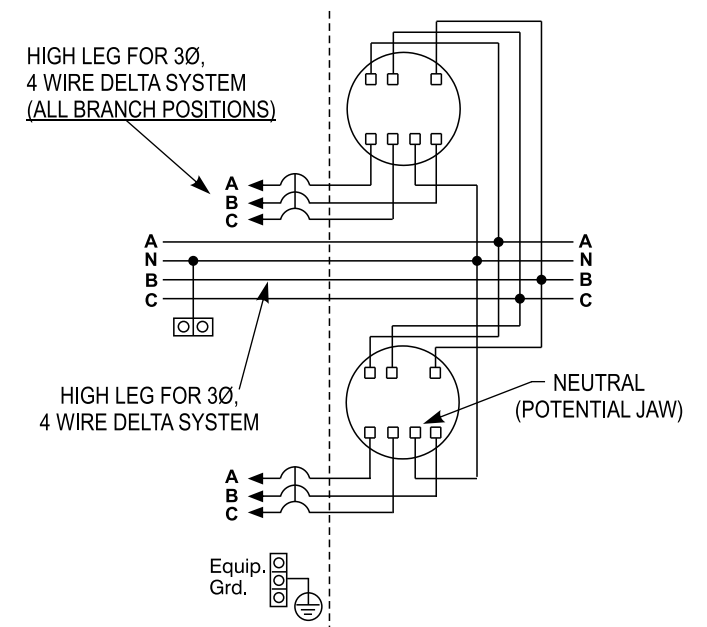 HIGH LEG FOR 3Ø,
4 WIRE DELTA SYSTEM
(ALL BRANCH POSITIONS)
A
B
C
A
N
B
C
A
N
B
C
HIGH LEG FOR 3Ø,
4 WIRE DELTA SYSTEM
NEUTRAL
(POTENTIAL JAW)
A
B
C
Equip.
Grd.